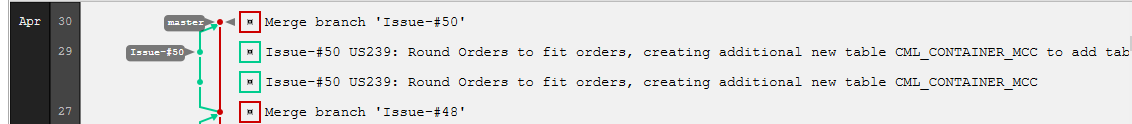 Apr 30 master Merge branch 'Issue-#50'
29 Issue-#50 Issue-#50 US239: Round Orders to fit orders, creating additional new table CML_CONTAINER_MCC to add tab
Issue-#50 US239: Round Orders to fit orders, creating additional new table CML_CONTAINER_MCC
27 Merge branch 'Issue-#48'